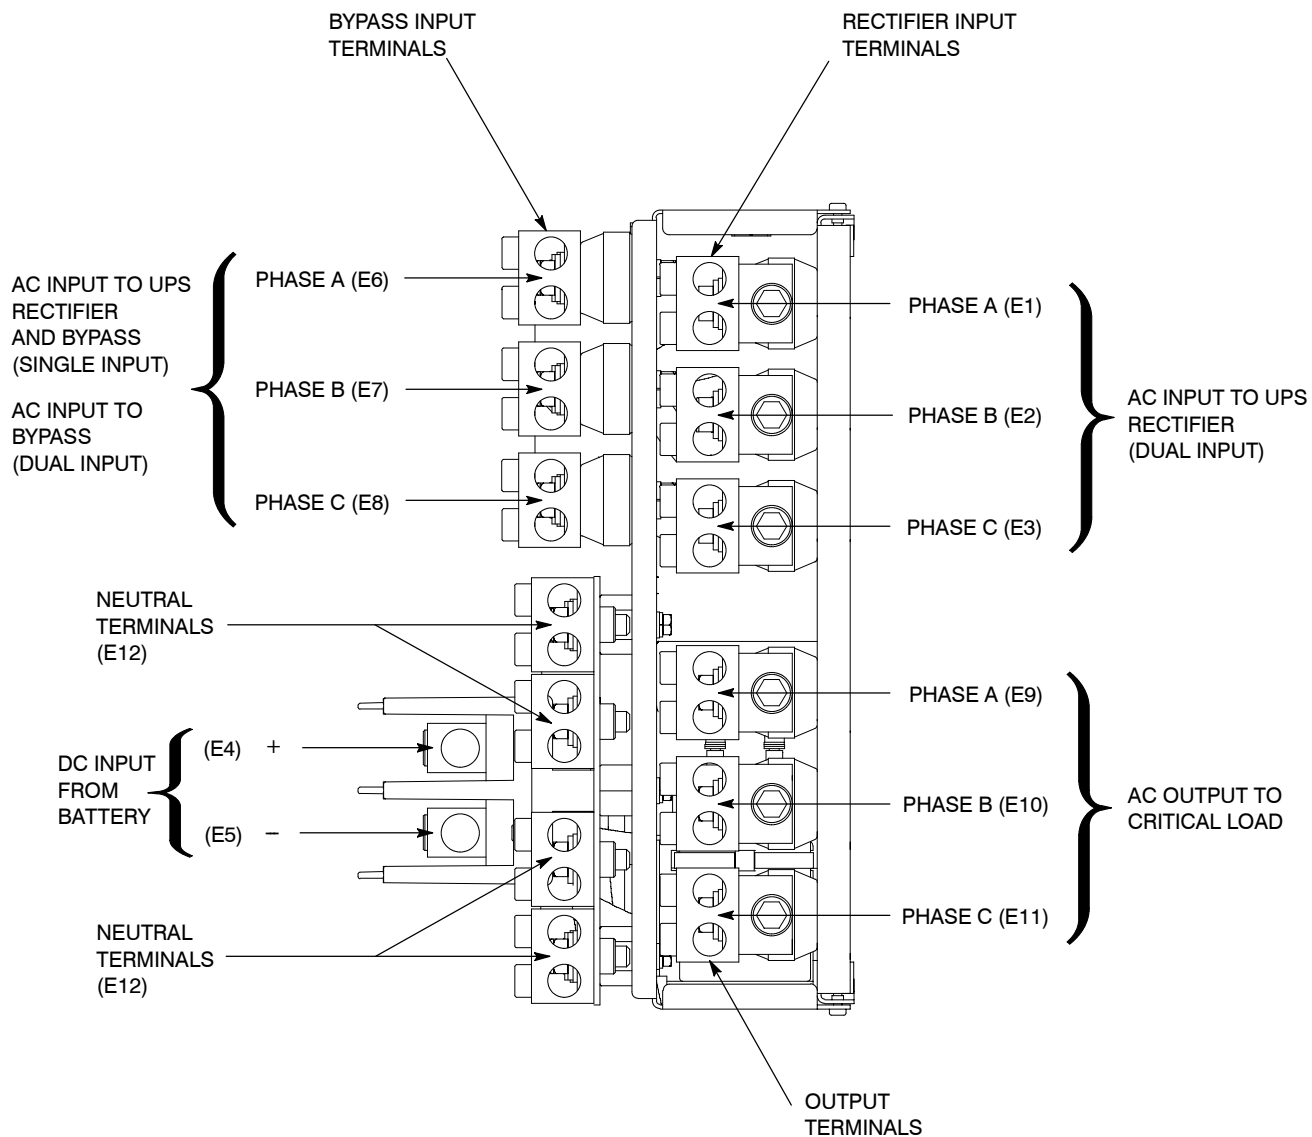 BYPASS INPUT
TERMINALS
RECTIFIER INPUT
TERMINALS
AC INPUT TO UPS
RECTIFIER
AND BYPASS
(SINGLE INPUT)
AC INPUT TO
BYPASS
(DUAL INPUT)
PHASE A (E6)
PHASE B (E7)
PHASE C (E8)
PHASE A (E1)
PHASE B (E2)
PHASE C (E3)
AC INPUT TO UPS
RECTIFIER
(DUAL INPUT)
NEUTRAL
TERMINALS
(E12)
DC INPUT
FROM
BATTERY
(E4) +
(E5) −
NEUTRAL
TERMINALS
(E12)
PHASE A (E9)
PHASE B (E10)
PHASE C (E11)
AC OUTPUT TO
CRITICAL LOAD
OUTPUT
TERMINALS